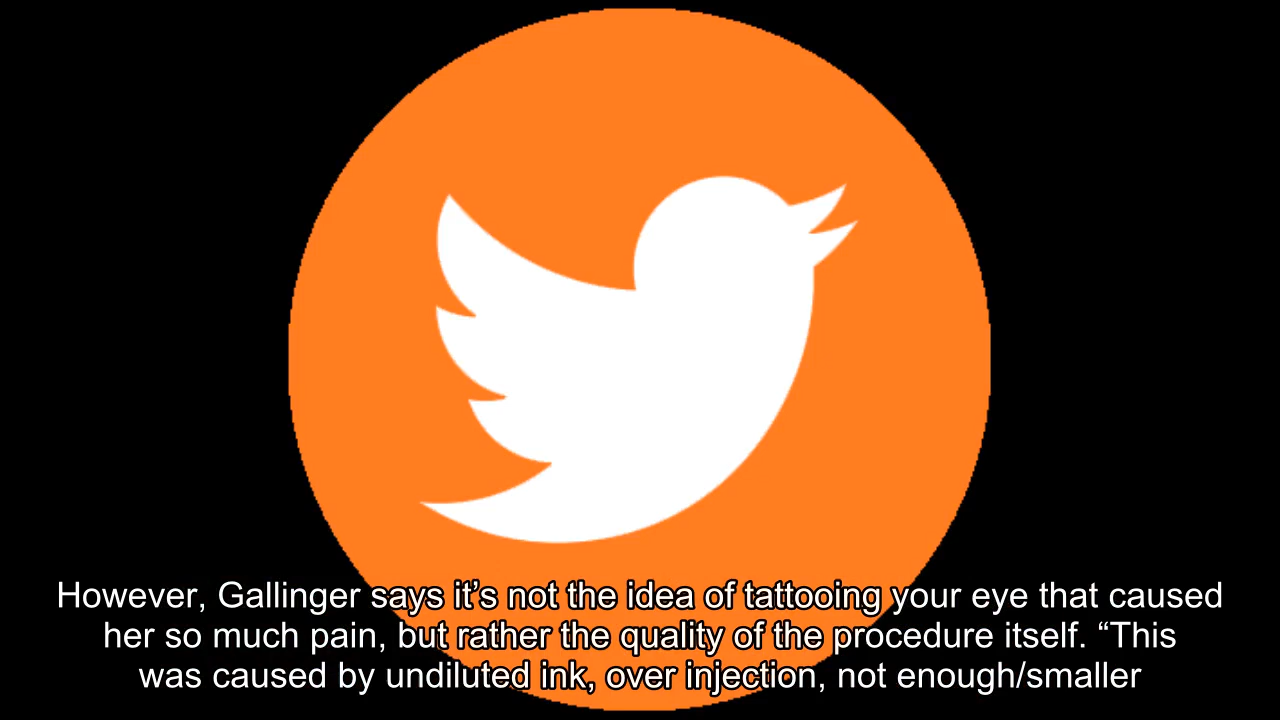 However, Gallinger says it’s not the idea of tattooing your eye that caused
her so much pain, but rather the quality of the procedure itself. “This
was caused by undiluted ink, over injection, not enough/smaller